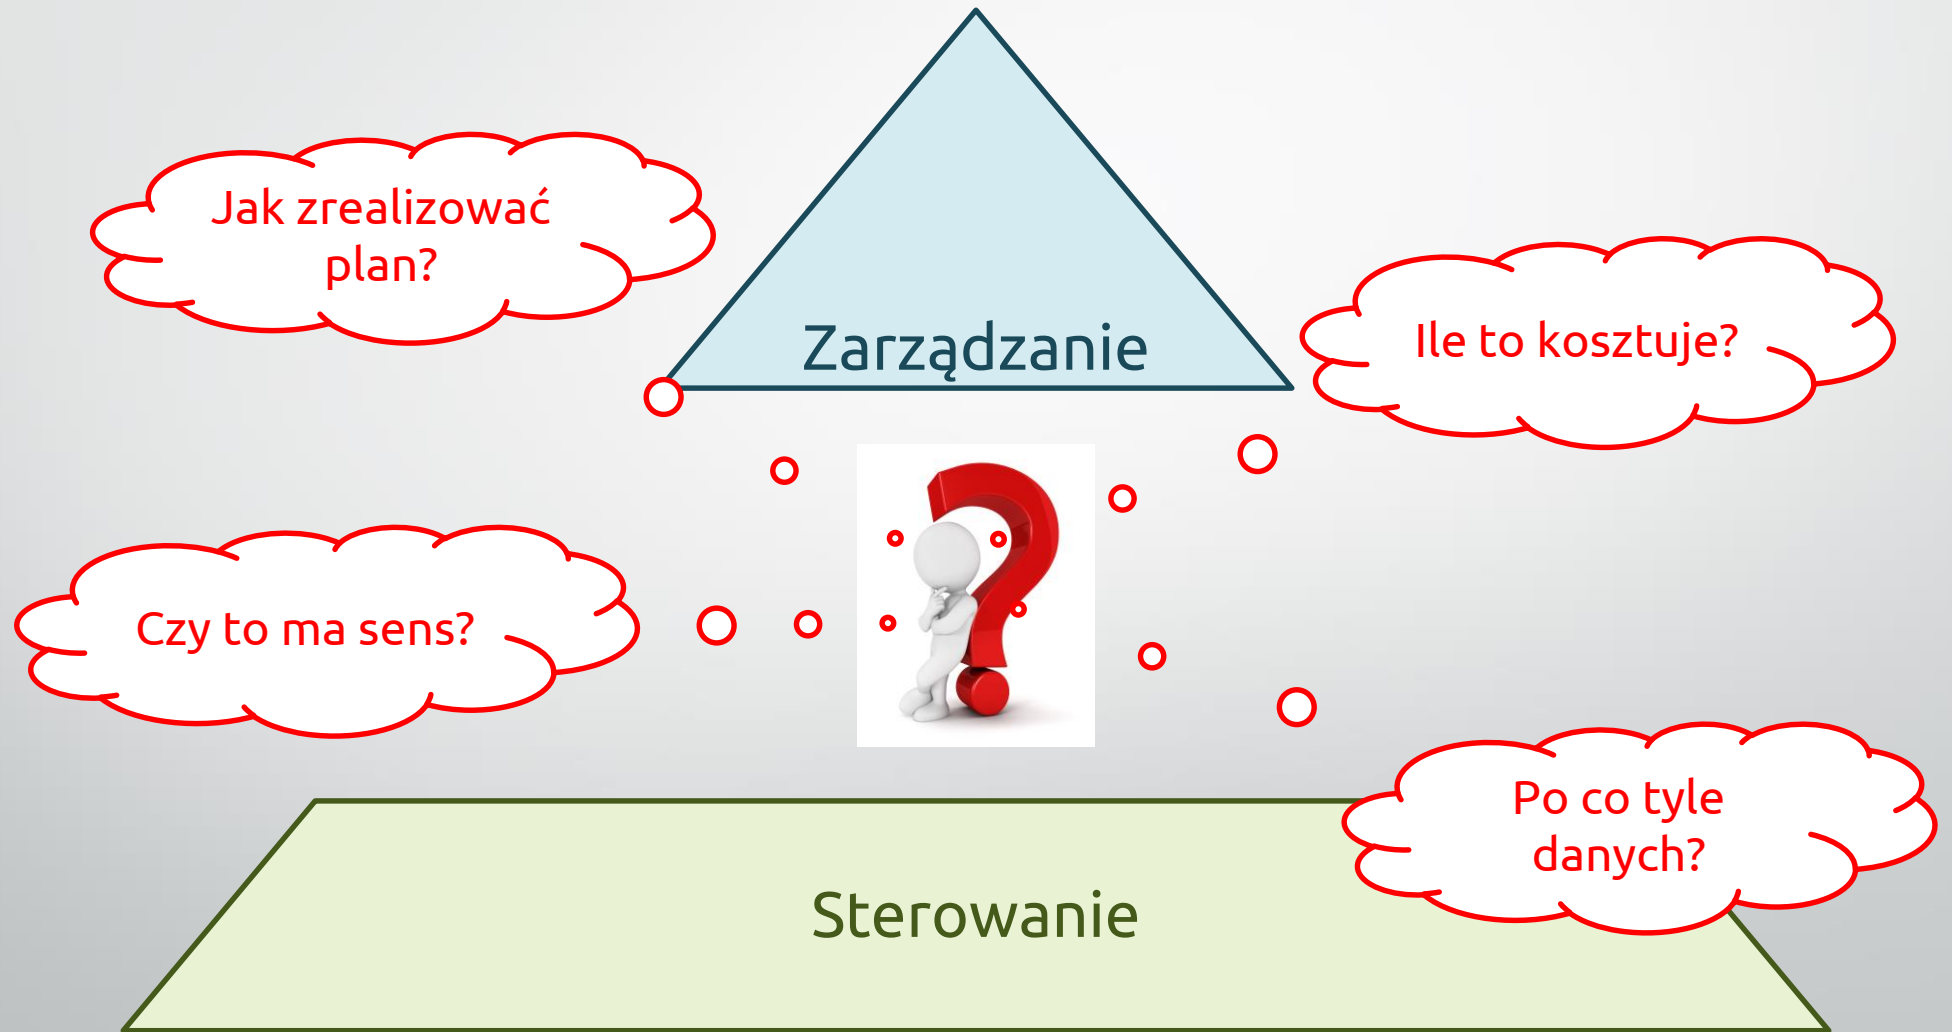 Jak zrealizować
plan?
Zarządzanie
Ile to kosztuje?
Czy to ma sens?
Po co tyle
danych?
Sterowanie